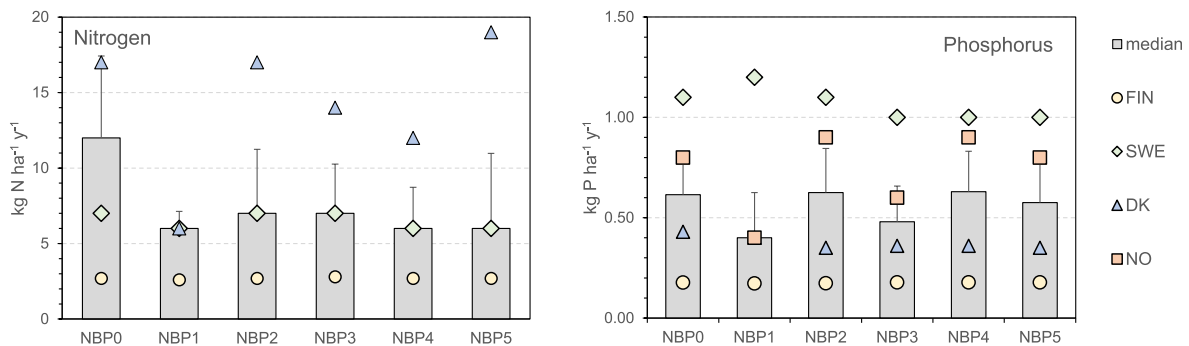 Nitrogen
kg N ha⁻¹ y⁻¹
20
15
10
5
0
NBP0 NBP1 NBP2 NBP3 NBP4 NBP5
Phosphorus
kg P ha⁻¹ y⁻¹
1.50
1.00
0.50
0.00
NBP0 NBP1 NBP2 NBP3 NBP4 NBP5
median
FIN
SWE
DK
NO